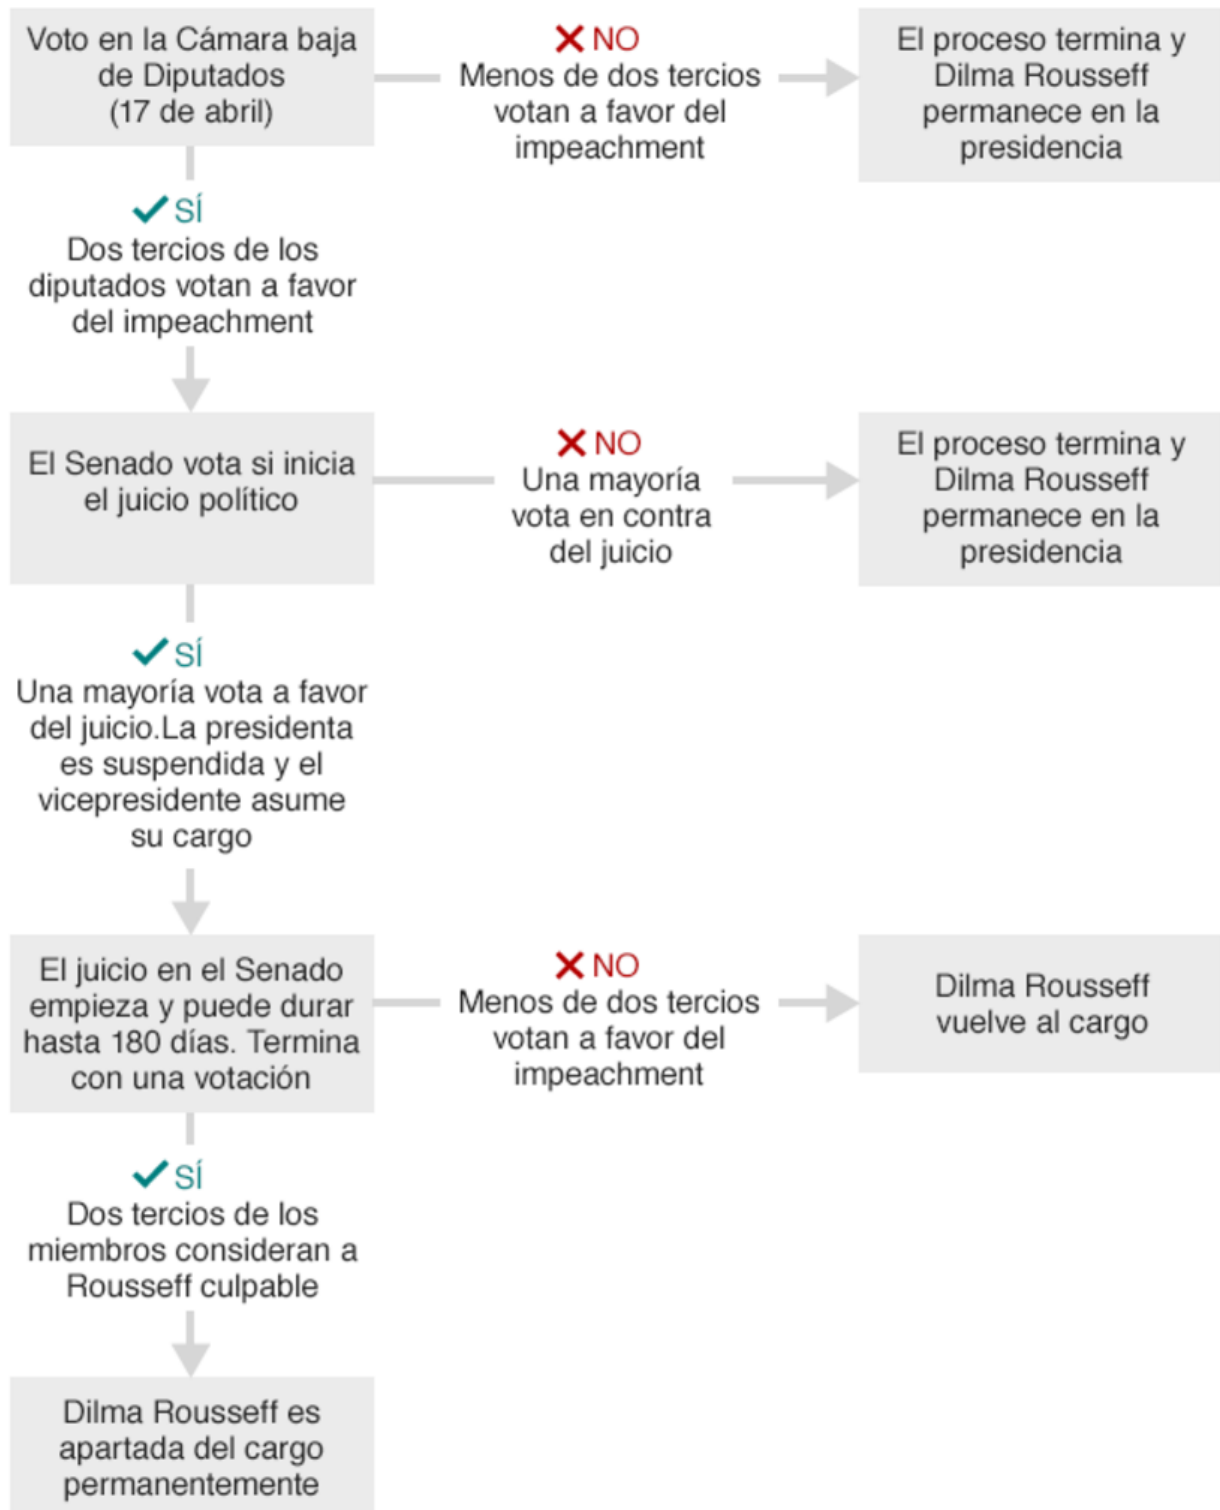 Voto en la Cámara baja
de Diputados
(17 de abril)
NO
Menos de dos tercios
votan a favor del
impeachment
El proceso termina y
Dilma Rousseff
permanece en la
presidencia
SÍ
Dos tercios de los
diputados votan a favor
del impeachment
El Senado vota si inicia
el juicio político
NO
Una mayoría
vota en contra
del juicio
El proceso termina y
Dilma Rousseff
permanece en la
presidencia
SÍ
Una mayoría vota a favor
del juicio.La presidenta
es suspendida y el
vicepresidente asume
su cargo
El juicio en el Senado
empieza y puede durar
hasta 180 días. Termina
con una votación
NO
Menos de dos tercios
votan a favor del
impeachment
Dilma Rousseff
vuelve al cargo
SÍ
Dos tercios de los
miembros consideran a
Rousseff culpable
Dilma Rousseff es
apartada del cargo
permanentemente